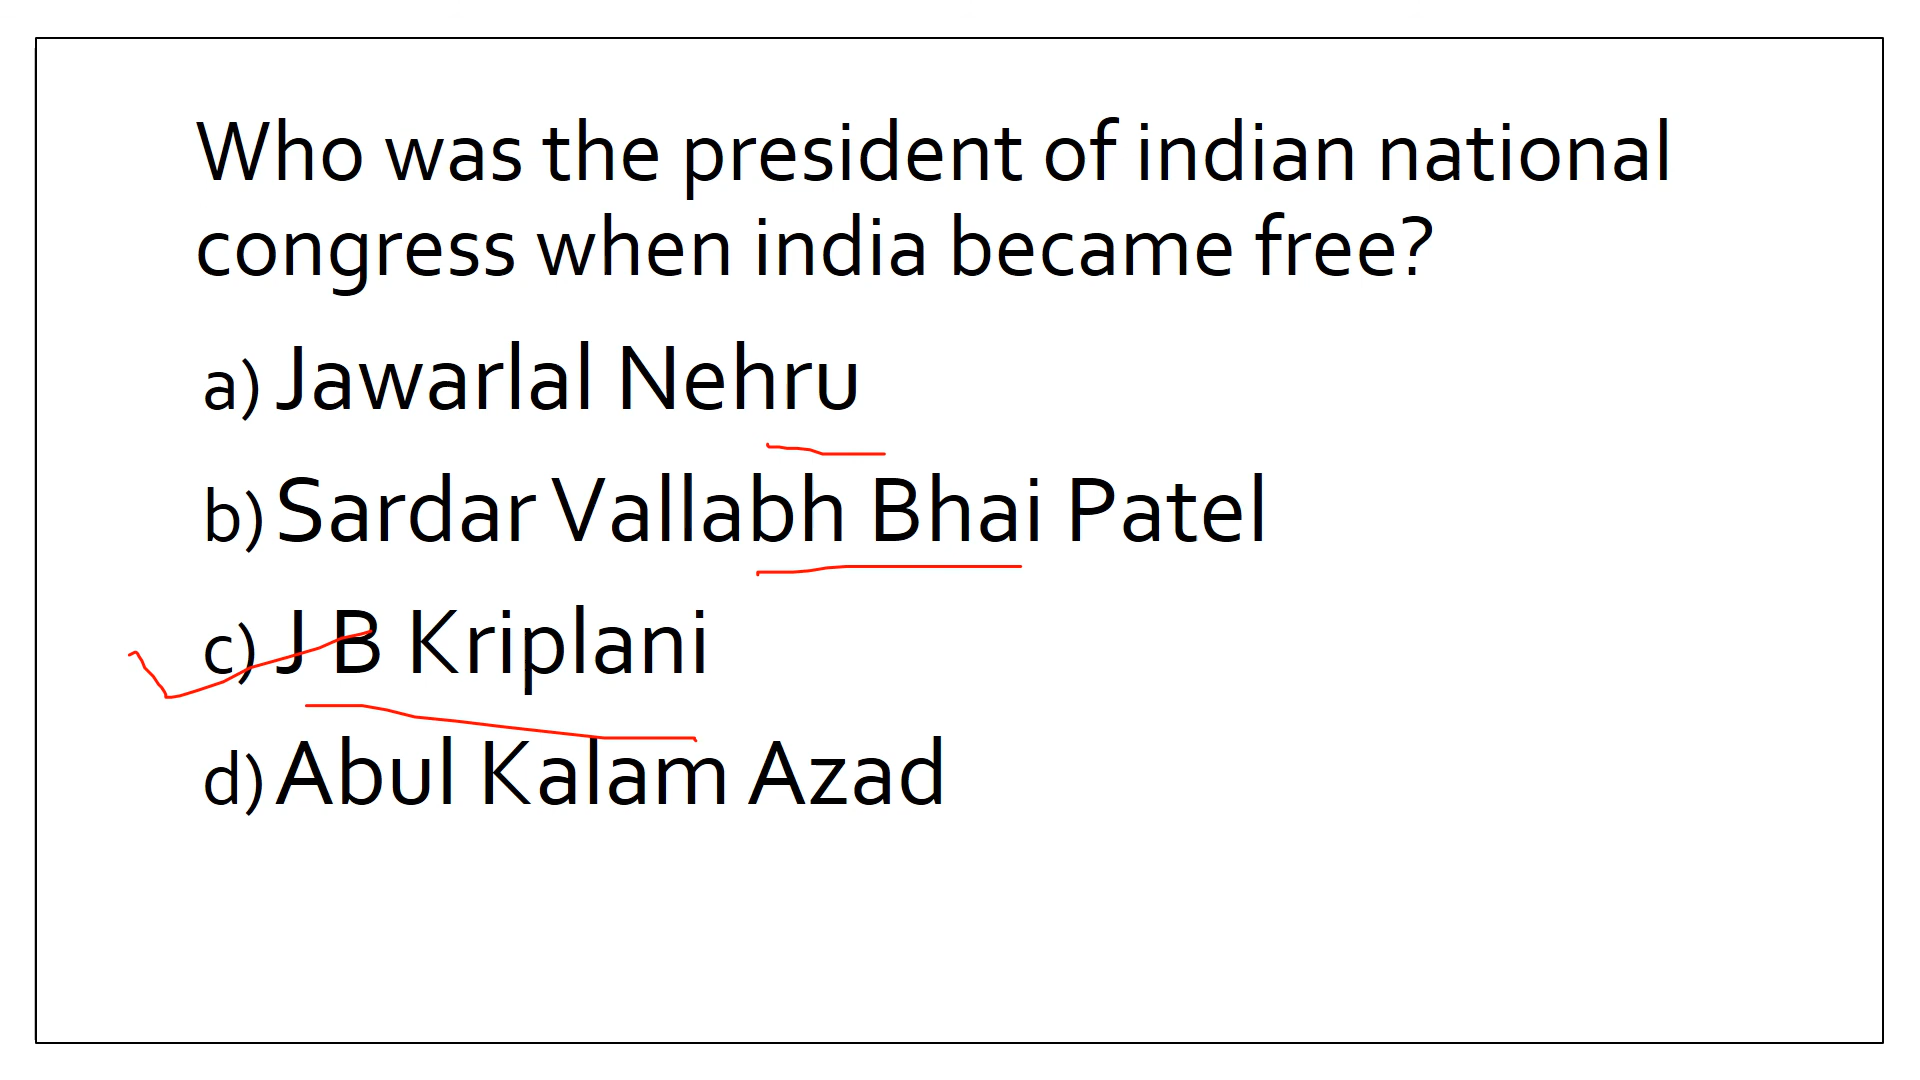 Who was the president of indian national
congress when india became free?
a) Jawarlal Nehru
b) Sardar Vallabh Bhai Patel
c) J B Kriplani
d) Abul Kalam Azad